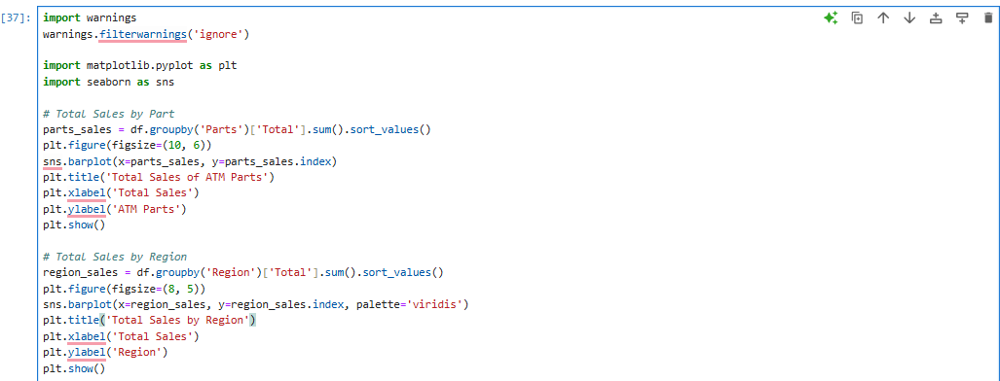 [37]:
import warnings
warnings.filterwarnings('ignore')
import matplotlib.pyplot as plt
import seaborn as sns
# Total Sales by Part
parts_sales = df.groupby('Parts')['Total'].sum().sort_values()
plt.figure(figsize=(10, 6))
sns.barplot(x=parts_sales, y=parts_sales.index)
plt.title('Total Sales of ATM Parts')
plt.xlabel('Total Sales')
plt.ylabel('ATM Parts')
plt.show()
# Total Sales by Region
region_sales = df.groupby('Region')['Total'].sum().sort_values()
plt.figure(figsize=(8, 5))
sns.barplot(x=region_sales, y=region_sales.index, palette='viridis')
plt.title('Total Sales by Region')
plt.xlabel('Total Sales')
plt.ylabel('Region')
plt.show()